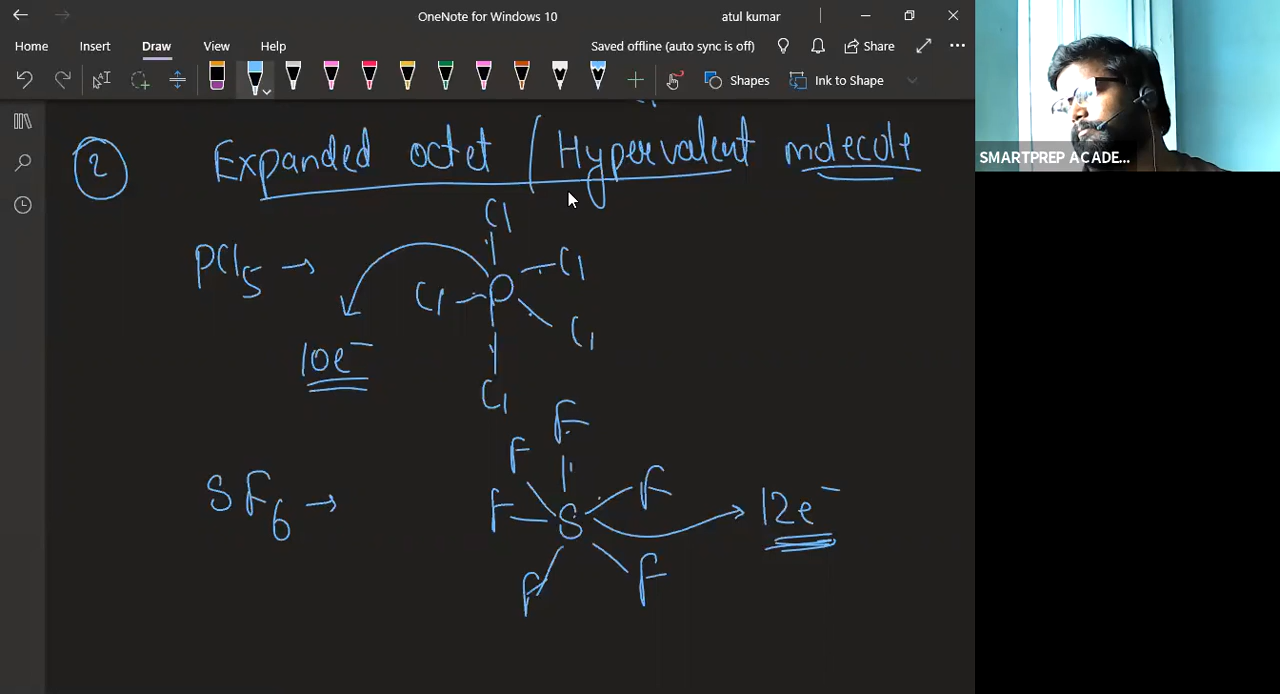 OneNote for Windows 10
atul kumar
Home Insert Draw View Help
Saved offline (auto sync is off)
Share
Shapes
Ink to Shape
SMARTPREP ACADE...
2 Expanded octet / Hypervalent molecule
Cl
PCl5 → Cl P Cl
Cl
10e⁻
Cl
F
F
SF6 → F S F 12e⁻
F F